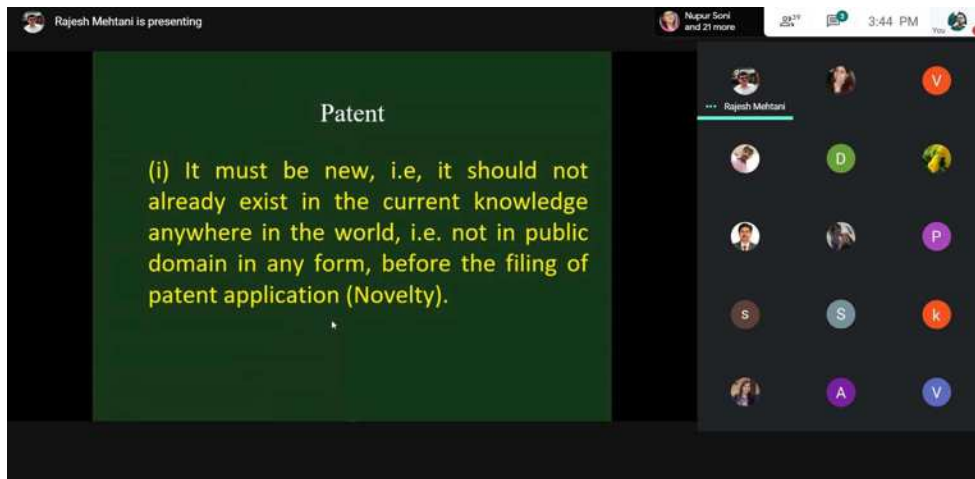 Rajesh Mehtani is presenting
Nupur Soni
and 21 more
39
3
3:44 PM
You
Patent
(i) It must be new, i.e, it should not
already exist in the current knowledge
anywhere in the world, i.e. not in public
domain in any form, before the filing of
patent application (Novelty).
Rajesh Mehtani
V
D
P
s
S
k
A
V